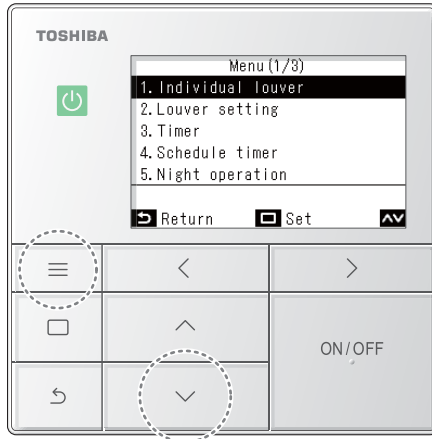 TOSHIBA
Menu(1/3)
1. Individual louver
2. Louver setting
3. Timer
4. Schedule timer
5. Night operation
Return Set
ON/OFF